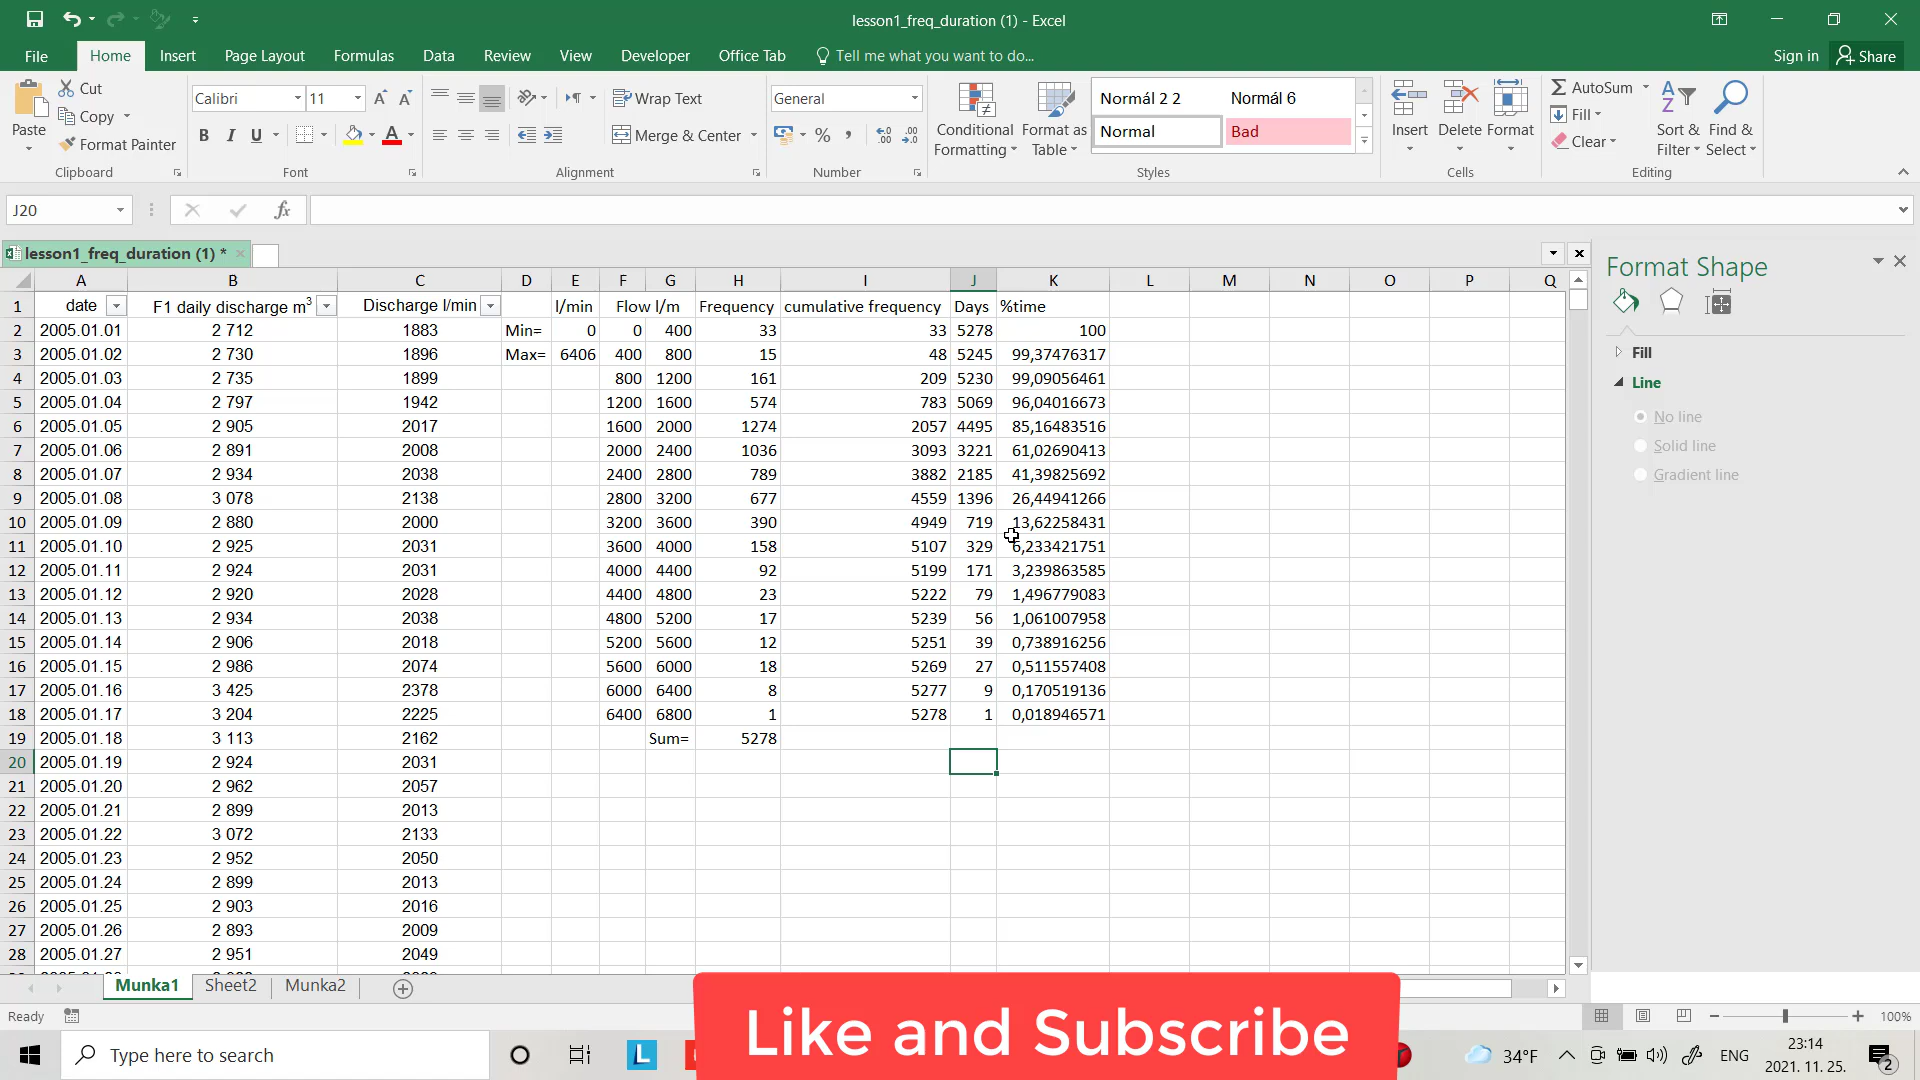 lesson1_freq_duration (1) - Excel
File Home Insert Page Layout Formulas Data Review View Developer Office Tab Tell me what you want to do... Sign in Share
Paste Cut Copy Format Painter Clipboard
Calibri 11 B I U Font
Wrap Text Merge & Center Alignment
General % Number
Conditional Formatting Format as Table Normál 2 2 Normál 6 Normal Bad Styles
Insert Delete Format Cells
AutoSum Fill Clear Sort & Filter Find & Select Editing
J20 fx
lesson1_freq_duration (1) *
Format Shape
Fill
Line
No line
Solid line
Gradient line
A B C D E F G H I J K L M N O P Q
1 date F1 daily discharge m3 Discharge l/min l/min Flow l/m Frequency cumulative frequency Days %time
2 2005.01.01 2 712 1883 Min= 0 0 400 33 33 5278 100
3 2005.01.02 2 730 1896 Max= 6406 400 800 15 48 5245 99,37476317
4 2005.01.03 2 735 1899 800 1200 161 209 5230 99,09056461
5 2005.01.04 2 797 1942 1200 1600 574 783 5069 96,04016673
6 2005.01.05 2 905 2017 1600 2000 1274 2057 4495 85,16483516
7 2005.01.06 2 891 2008 2000 2400 1036 3093 3221 61,02690413
8 2005.01.07 2 934 2038 2400 2800 789 3882 2185 41,39825692
9 2005.01.08 3 078 2138 2800 3200 677 4559 1396 26,44941266
10 2005.01.09 2 880 2000 3200 3600 390 4949 719 13,62258431
11 2005.01.10 2 925 2031 3600 4000 158 5107 329 6,233421751
12 2005.01.11 2 924 2031 4000 4400 92 5199 171 3,239863585
13 2005.01.12 2 920 2028 4400 4800 23 5222 79 1,496779083
14 2005.01.13 2 934 2038 4800 5200 17 5239 56 1,061007958
15 2005.01.14 2 906 2018 5200 5600 12 5251 39 0,738916256
16 2005.01.15 2 986 2074 5600 6000 18 5269 27 0,511557408
17 2005.01.16 3 425 2378 6000 6400 8 5277 9 0,170519136
18 2005.01.17 3 204 2225 6400 6800 1 5278 1 0,018946571
19 2005.01.18 3 113 2162 Sum= 5278
20 2005.01.19 2 924 2031
21 2005.01.20 2 962 2057
22 2005.01.21 2 899 2013
23 2005.01.22 3 072 2133
24 2005.01.23 2 952 2050
25 2005.01.24 2 899 2013
26 2005.01.25 2 903 2016
27 2005.01.26 2 893 2009
28 2005.01.27 2 951 2049
Munka1 Sheet2 Munka2
Ready 100%
Like and Subscribe
Type here to search L 34°F ENG 23:14 2021. 11. 25. 2